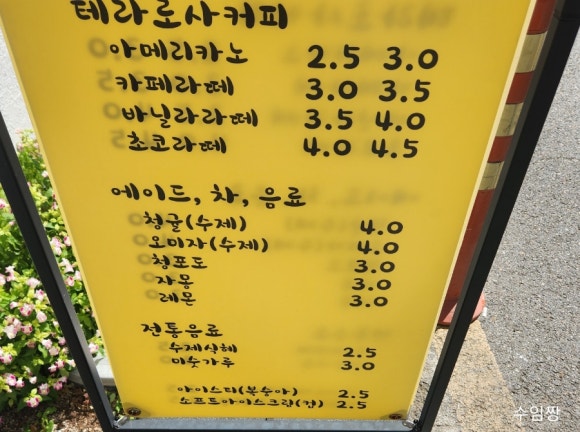 테라로사커피
아메리카노 2.5 3.0
카페라떼 3.0 3.5
바닐라라떼 3.5 4.0
초코라떼 4.0 4.5
에이드, 차, 음료
청귤(수제) 4.0
오미자(수제) 4.0
청포도 3.0
자몽 3.0
레몬 3.0
전통음료
수제식혜 2.5
미숫가루 3.0
아이스티(복숭아) 2.5
소프트아이스크림(컵) 2.5
수임짱